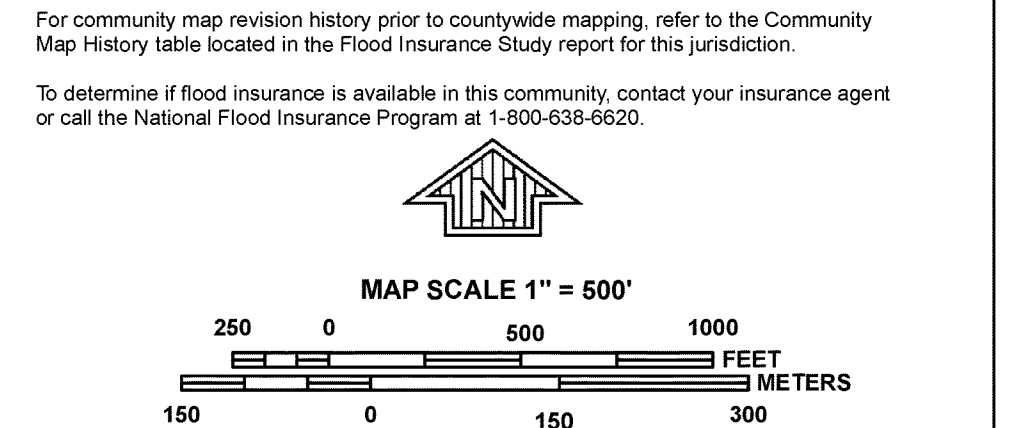 For community map revision history prior to countywide mapping, refer to the Community
Map History table located in the Flood Insurance Study report for this jurisdiction.
To determine if flood insurance is available in this community, contact your insurance agent
or call the National Flood Insurance Program at 1-800-638-6620.
N
MAP SCALE 1" = 500'
250 0 500 1000
FEET
METERS
150 0 150 300